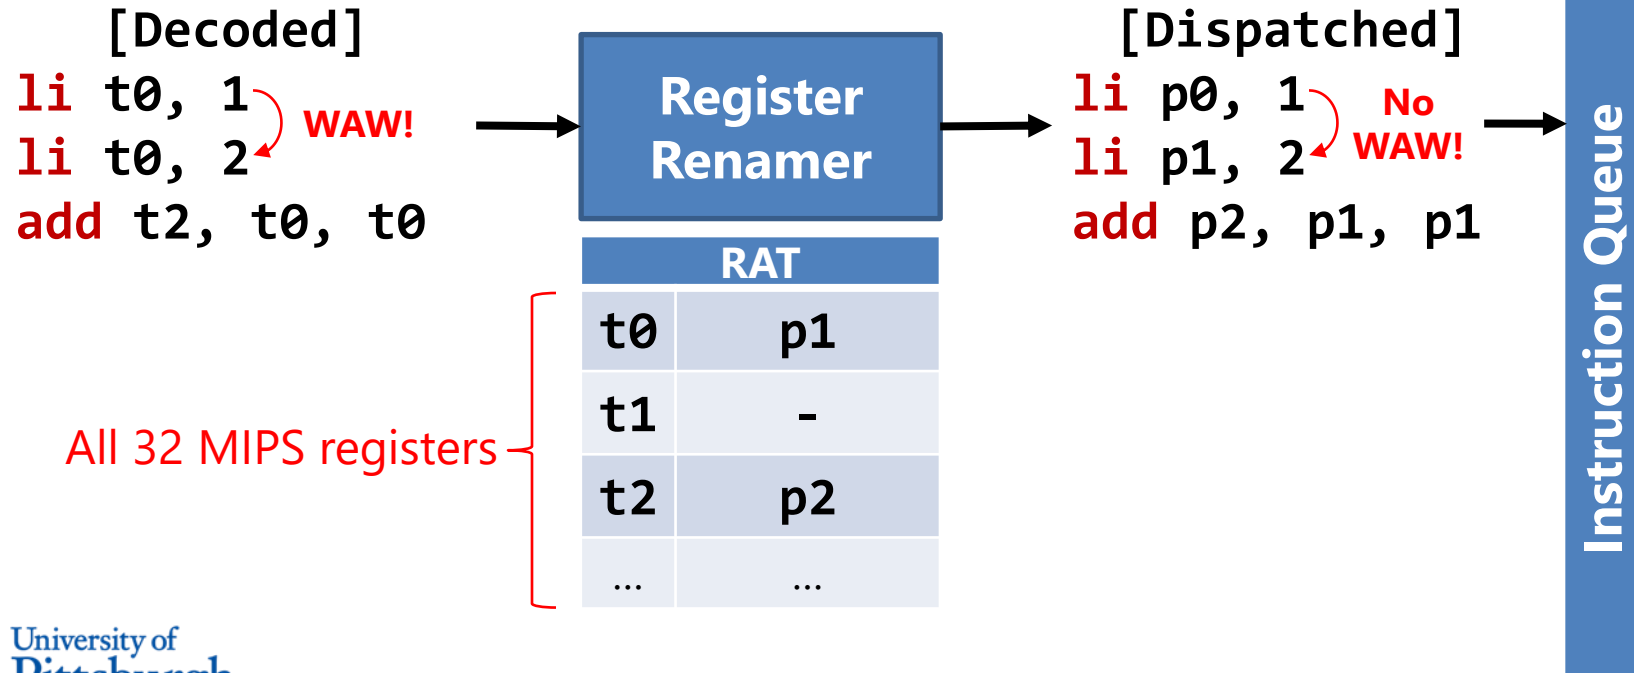 [Decoded]
li t0, 1
li t0, 2
add t2, t0, t0
WAW!
Register
Renamer
[Dispatched]
li p0, 1
li p1, 2
add p2, p1, p1
No
WAW!
RAT
t0 p1
t1 -
t2 p2
... ...
All 32 MIPS registers
Instruction Queue
University of
Pittsburgh